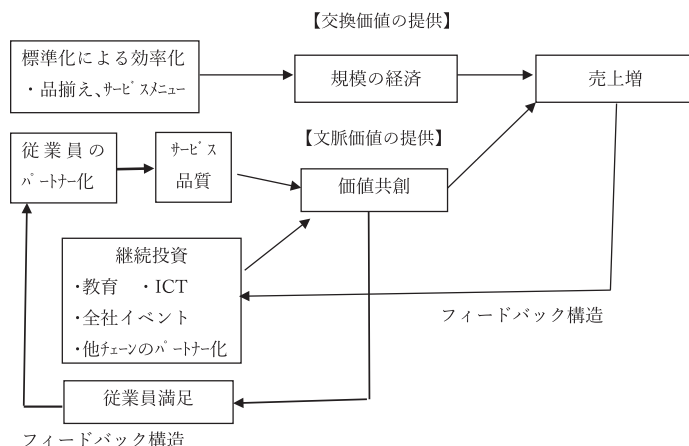 【交換価値の提供】
標準化による効率化
・品揃え、ｻｰﾋﾞｽﾒﾆｭｰ
規模の経済
売上増
【文脈価値の提供】
従業員の
ﾊﾟｰﾄﾅｰ化
ｻｰﾋﾞｽ
品質
価値共創
継続投資
・教育　・ICT
・全社イベント
・他ﾁｪｰﾝのﾊﾟｰﾄﾅｰ化
フィードバック構造
従業員満足
フィードバック構造